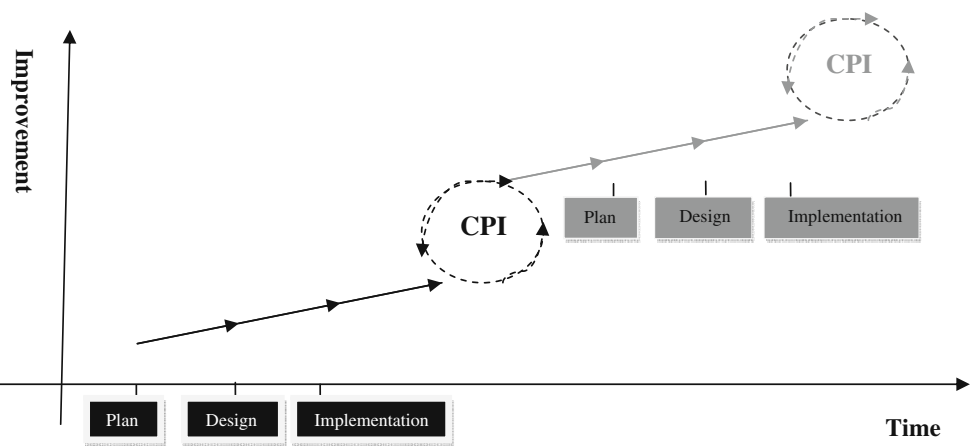 Improvement
CPI
CPI
Plan
Design
Implementation
Plan
Design
Implementation
Time